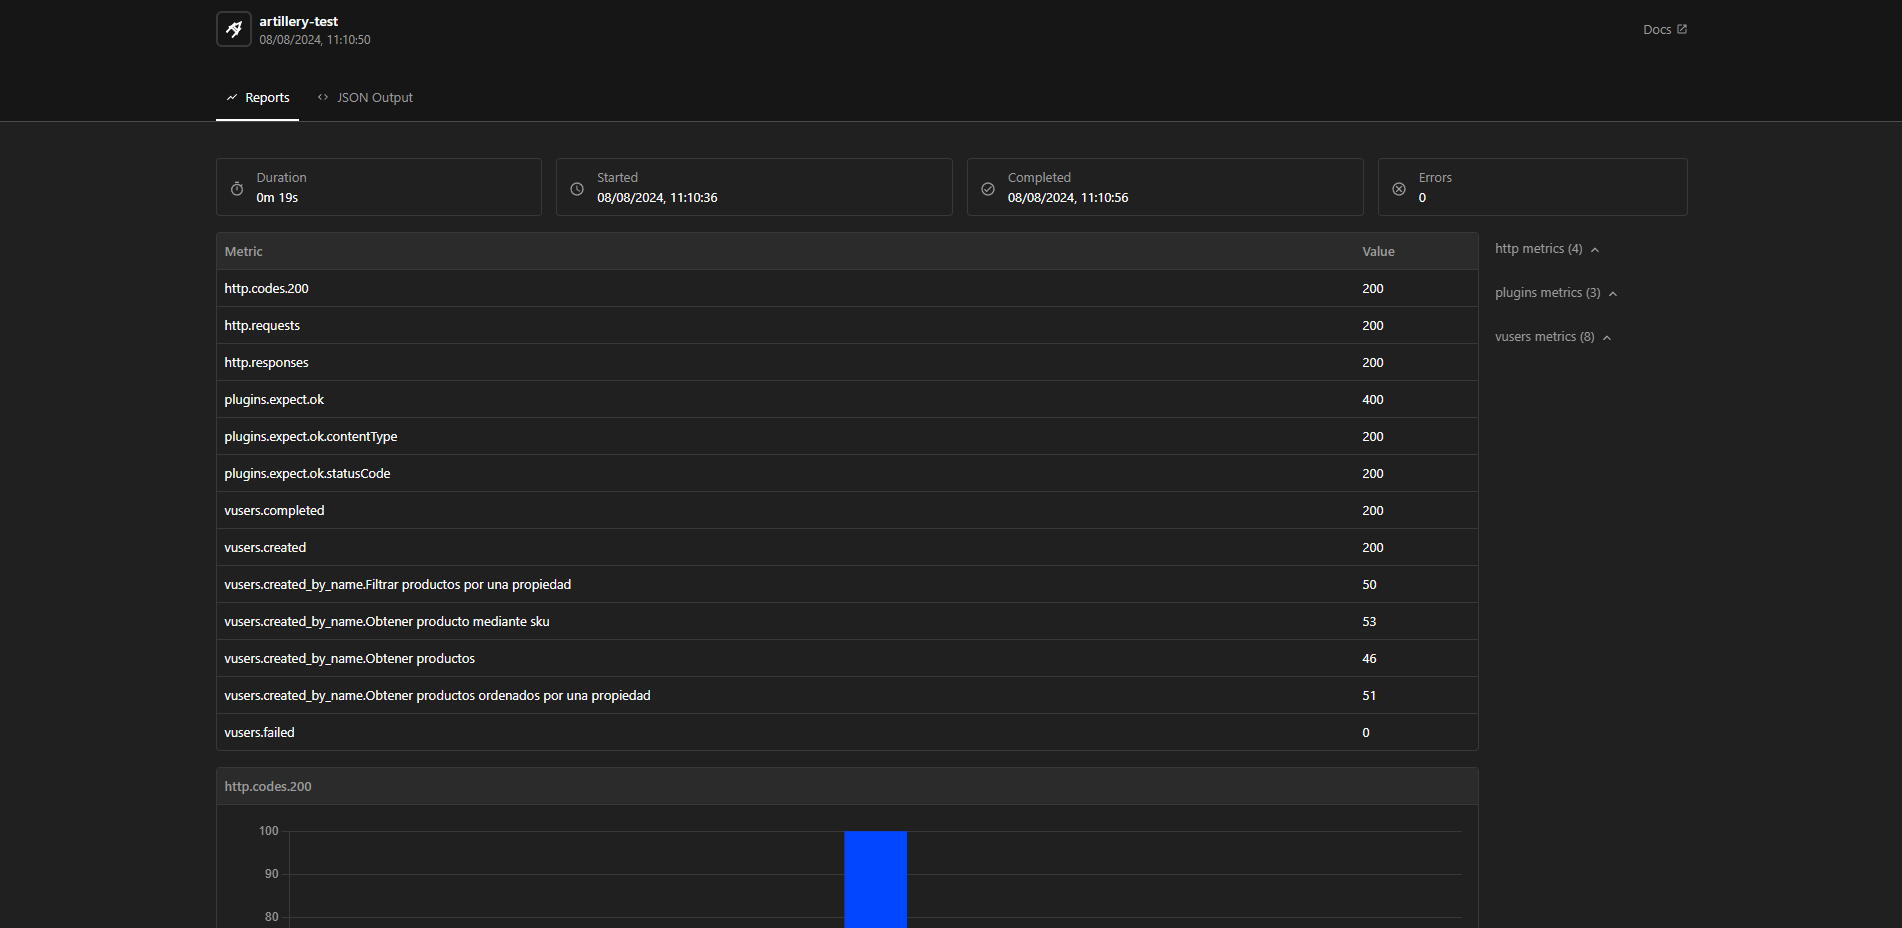 artillery-test
08/08/2024, 11:10:50
Docs
Reports JSON Output
Duration
0m 19s
Started
08/08/2024, 11:10:36
Completed
08/08/2024, 11:10:56
Errors
0
Metric Value
http.codes.200 200
http.requests 200
http.responses 200
plugins.expect.ok 400
plugins.expect.ok.contentType 200
plugins.expect.ok.statusCode 200
vusers.completed 200
vusers.created 200
vusers.created_by_name.Filtrar productos por una propiedad 50
vusers.created_by_name.Obtener producto mediante sku 53
vusers.created_by_name.Obtener productos 46
vusers.created_by_name.Obtener productos ordenados por una propiedad 51
vusers.failed 0
http metrics (4)
plugins metrics (3)
vusers metrics (8)
http.codes.200
100
90
80